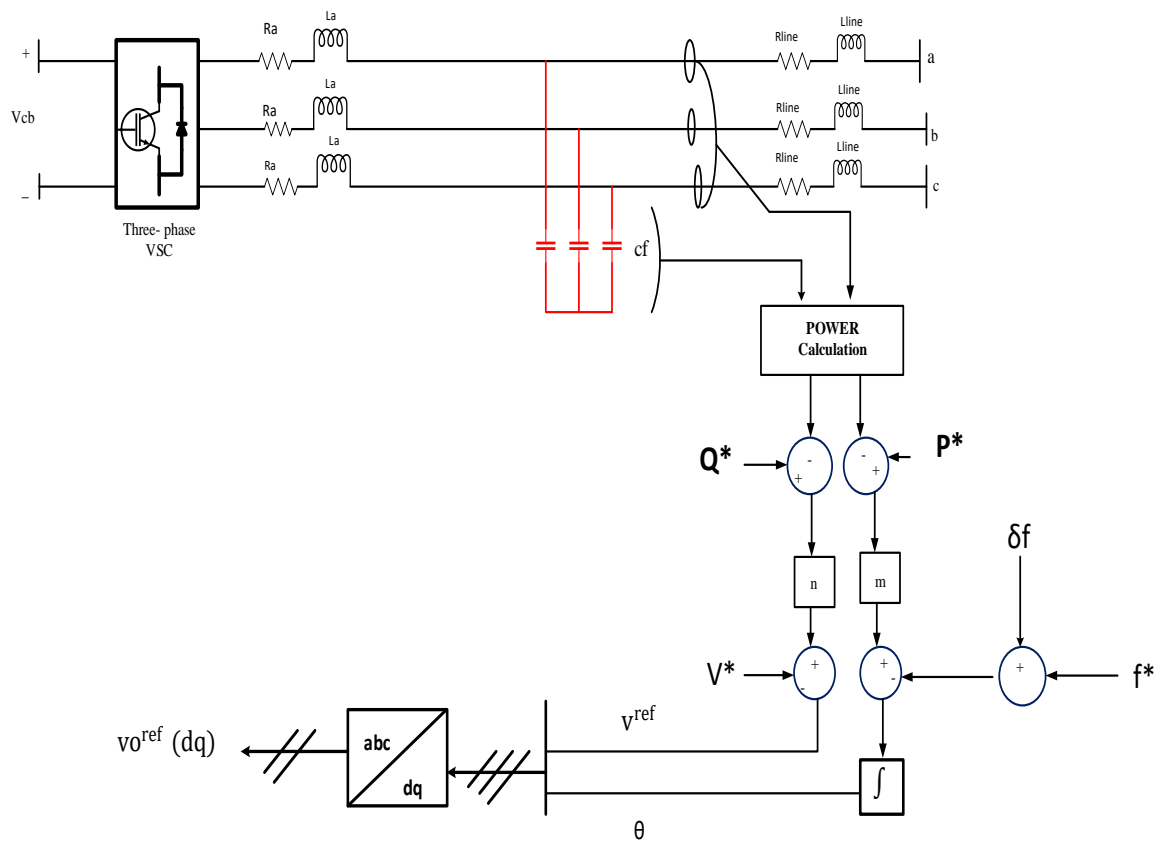 La
La
La
Ra
Ra
Ra
Rline
Lline
Rline
Lline
Rline
Lline
+
Vcb
_
a
b
c
Three- phase
VSC
cf
POWER
Calculation
Q*
-
+
-
+
P*
n
m
δf
V*
+
-
+
-
+
f*
vref
voref (dq)
abc
dq
∫
θ